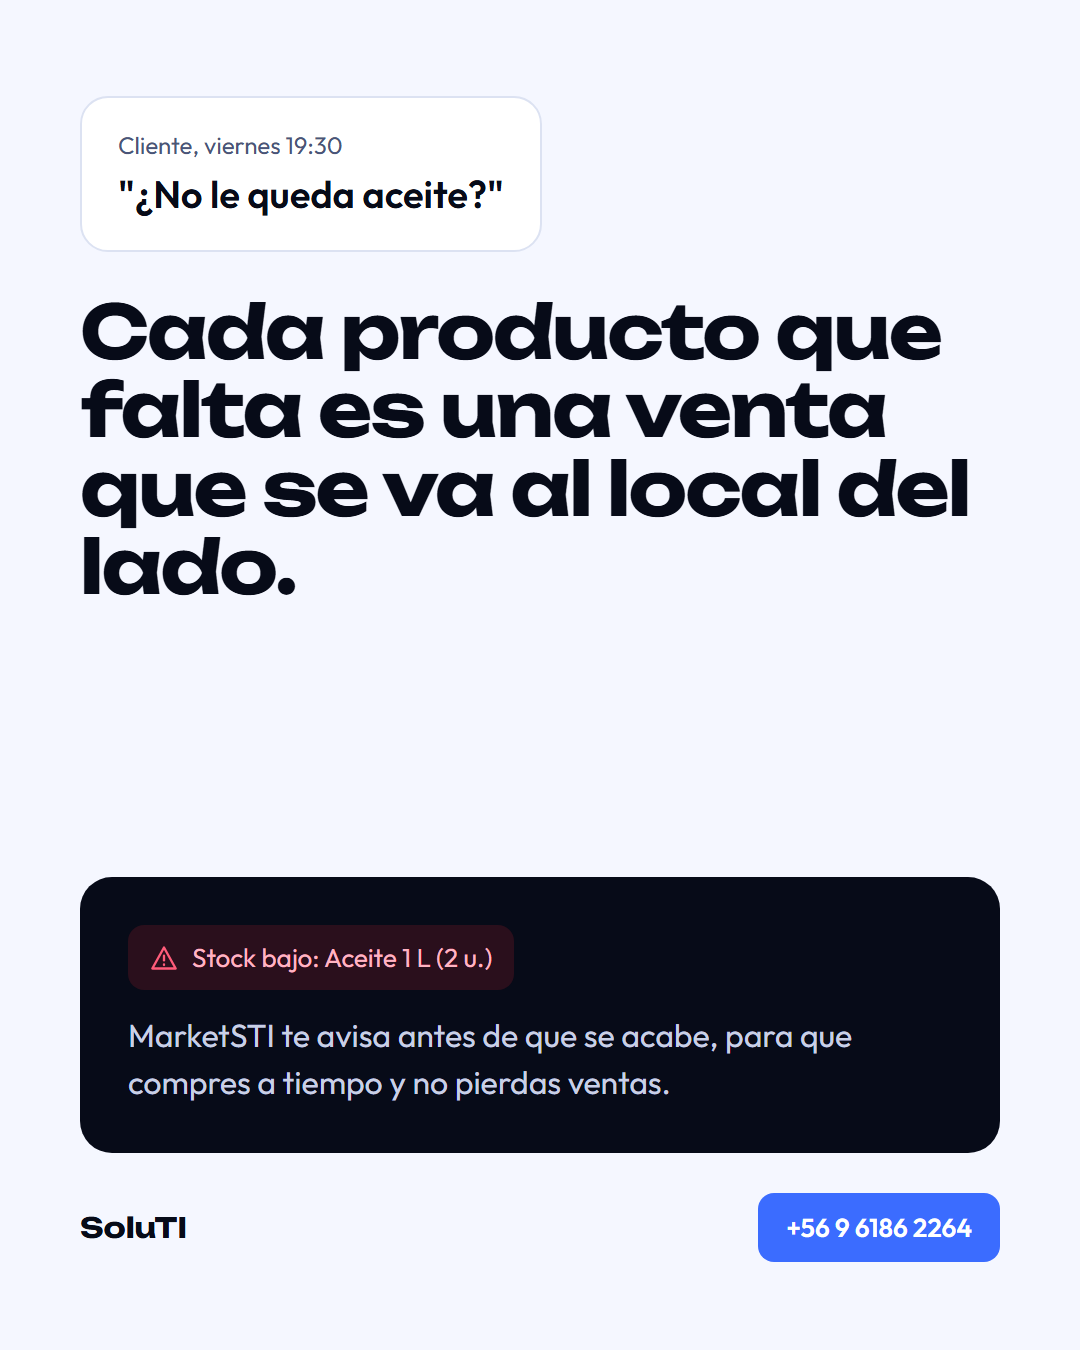 Cliente, viernes 19:30
"¿No le queda aceite?"
Cada producto que
falta es una venta
que se va al local del
lado.
Stock bajo: Aceite 1 L (2 u.)
MarketSTI te avisa antes de que se acabe, para que
compres a tiempo y no pierdas ventas.
SoluTI
+56 9 6186 2264